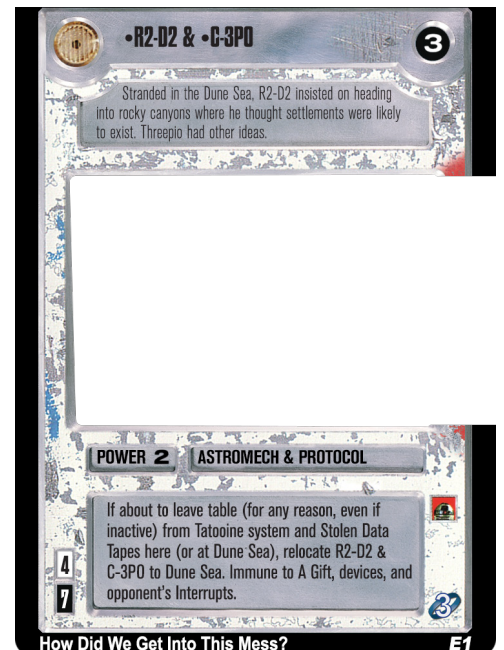 •R2-D2 & •C-3PO
3
Stranded in the Dune Sea, R2-D2 insisted on heading
into rocky canyons where he thought settlements were likely
to exist. Threepio had other ideas.
POWER 2
ASTROMECH & PROTOCOL
If about to leave table (for any reason, even if
inactive) from Tatooine system and Stolen Data
Tapes here (or at Dune Sea), relocate R2-D2 &
C-3PO to Dune Sea. Immune to A Gift, devices, and
opponent's Interrupts.
4
7
3
How Did We Get Into This Mess?
E1